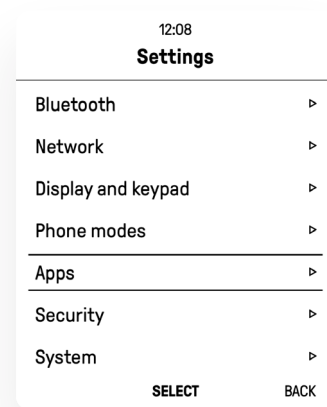 12:08
Settings
Bluetooth
Network
Display and keypad
Phone modes
Apps
Security
System
SELECT BACK